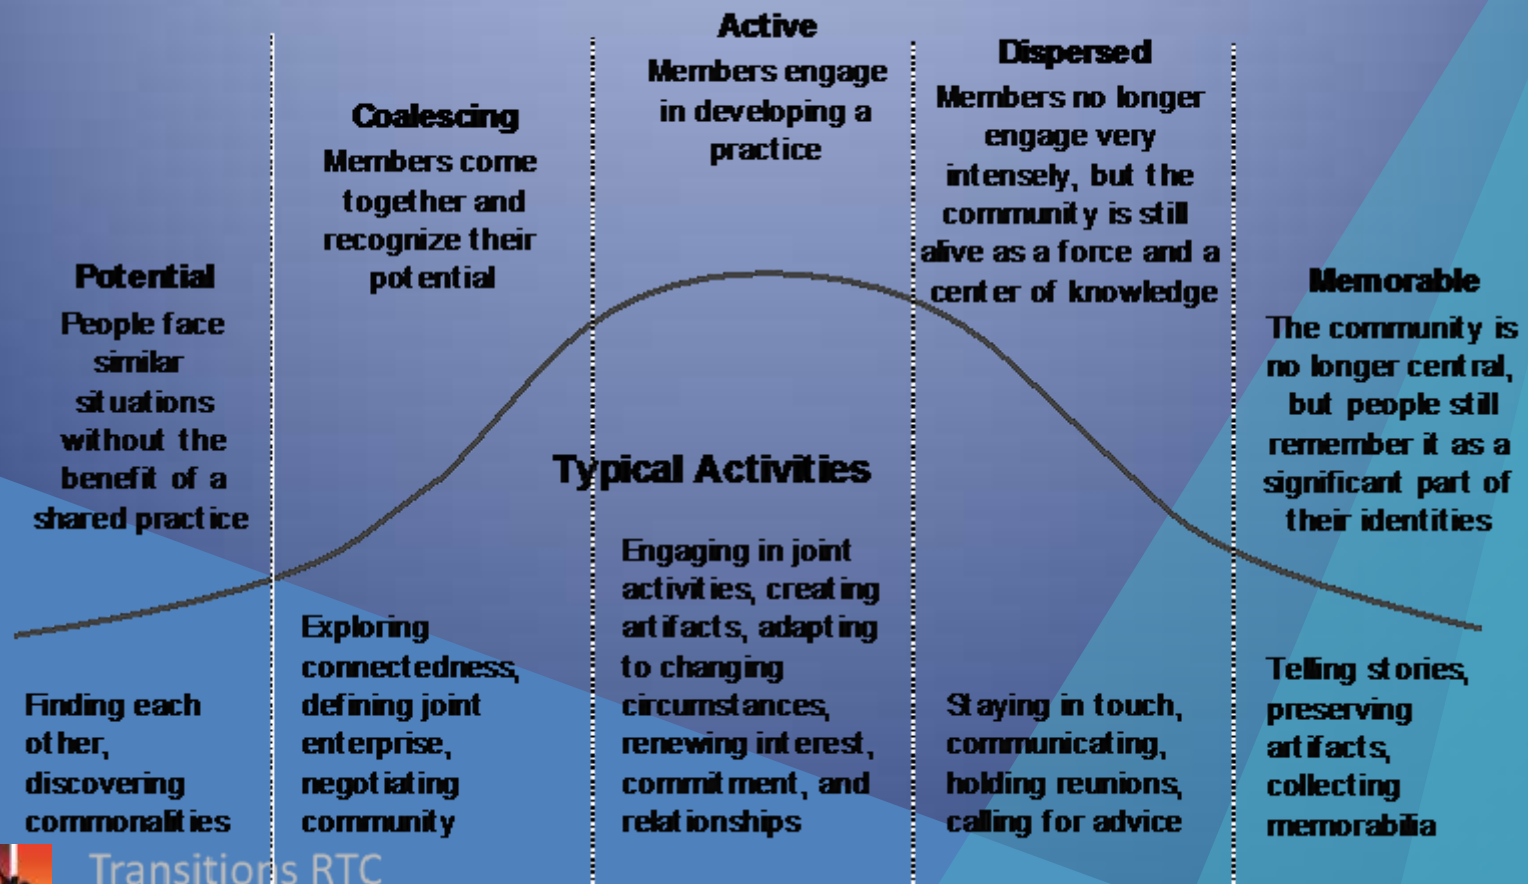 Potential
People face
similar
situations
without the
benefit of a
shared practice
Coalescing
Members come
together and
recognize their
potential
Active
Members engage
in developing a
practice
Dispersed
Members no longer
engage very
intensely, but the
community is still
alive as a force and a
center of knowledge
Memorable
The community is
no longer central,
but people still
remember it as a
significant part of
their identities
Typical Activities
Finding each
other,
discovering
commonalities
Exploring
connectedness,
defining joint
enterprise,
negotiating
community
Engaging in joint
activities, creating
artifacts, adapting
to changing
circumstances,
renewing interest,
commitment, and
relationships
Staying in touch,
communicating,
holding reunions,
calling for advice
Telling stories,
preserving
artifacts,
collecting
memorabilia
Transitions RTC